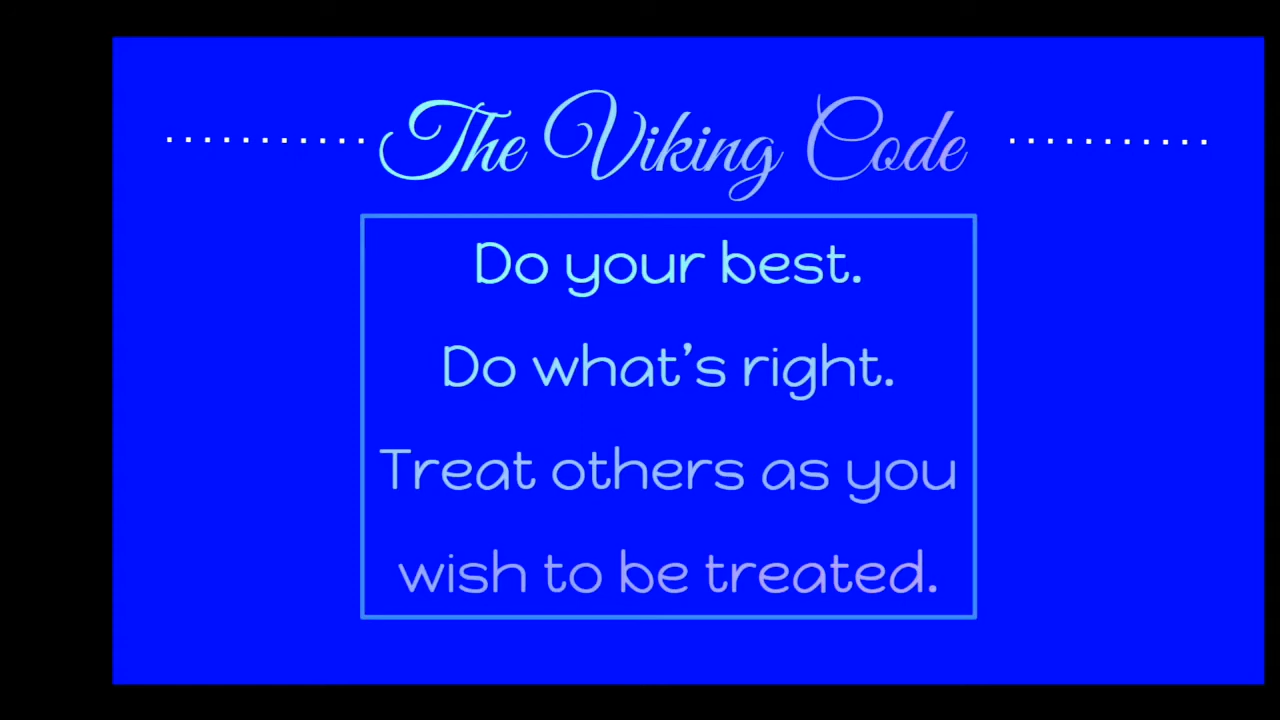 The Viking Code
Do your best.
Do what’s right.
Treat others as you
wish to be treated.